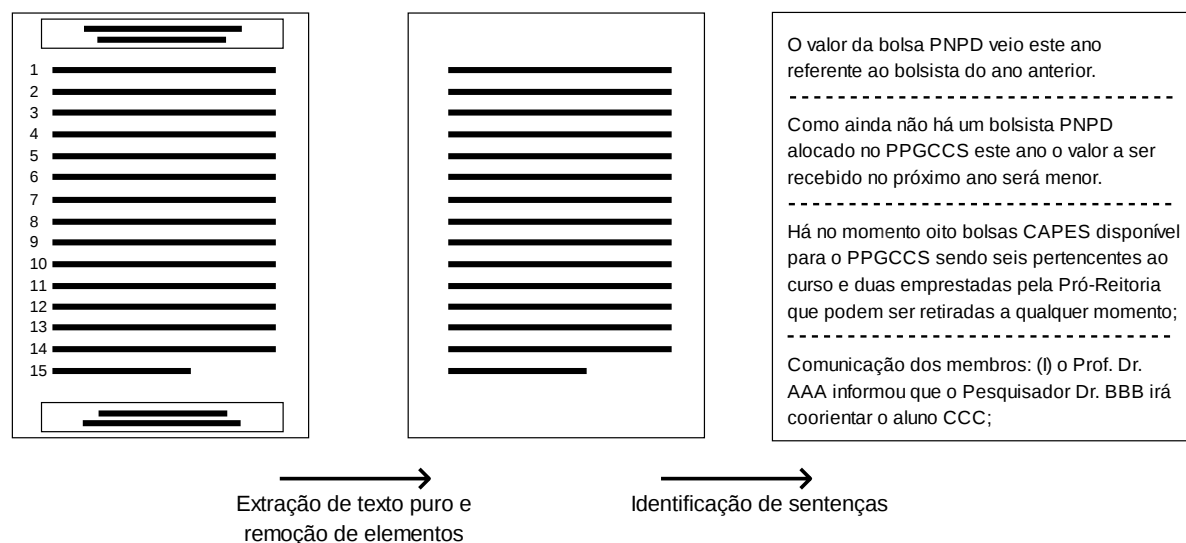 1
2
3
4
5
6
7
8
9
10
11
12
13
14
15
O valor da bolsa PNPD veio este ano
referente ao bolsista do ano anterior.
Como ainda não há um bolsista PNPD
alocado no PPGCCS este ano o valor a ser
recebido no próximo ano será menor.
Há no momento oito bolsas CAPES disponível
para o PPGCCS sendo seis pertencentes ao
curso e duas emprestadas pela Pró-Reitoria
que podem ser retiradas a qualquer momento;
Comunicação dos membros: (I) o Prof. Dr.
AAA informou que o Pesquisador Dr. BBB irá
coorientar o aluno CCC;
Extração de texto puro e
remoção de elementos
Identificação de sentenças